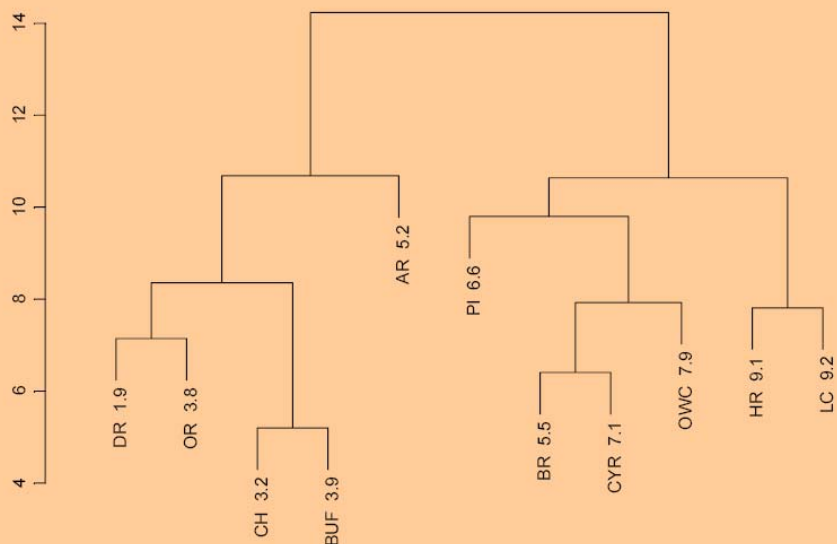 14
12
10
8
6
4
DR 1.9
OR 3.8
CH 3.2
BUF 3.9
AR 5.2
PI 6.6
BR 5.5
CYR 7.1
OWC 7.9
HR 9.1
LC 9.2